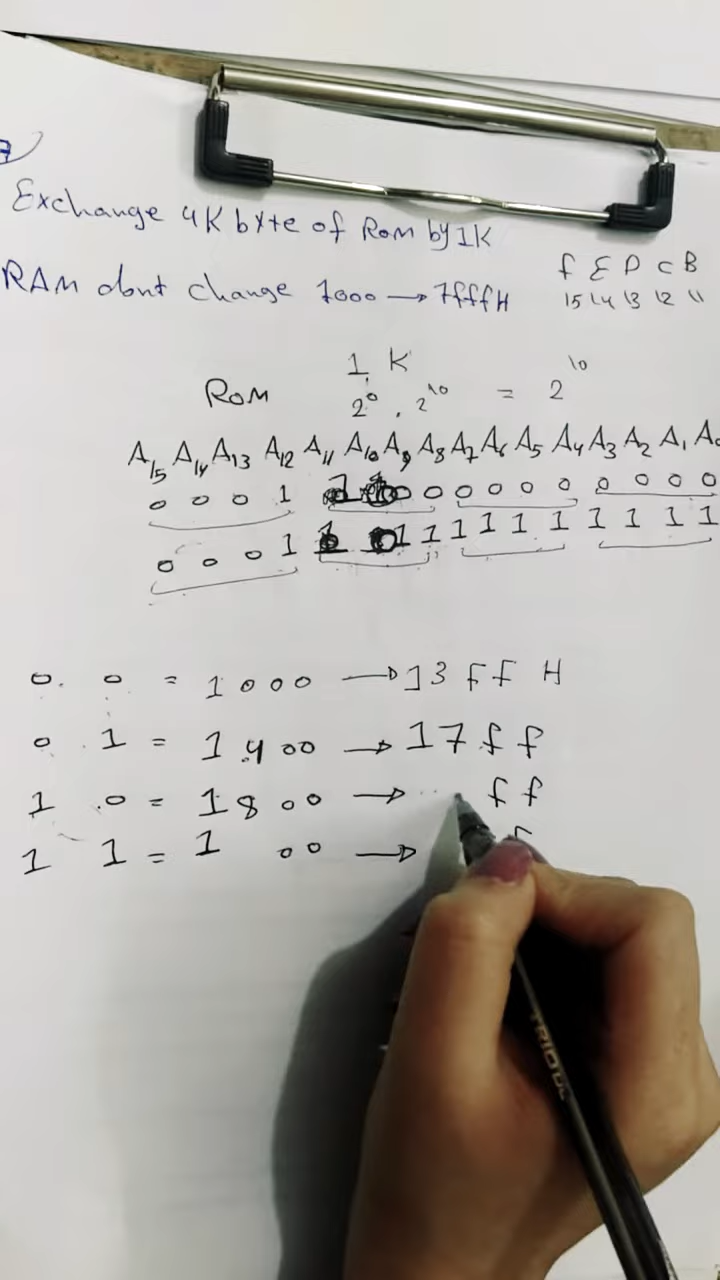 Exchange 4K byte of Rom by 1K
RAM dont change 1000 → 7fffH
f E D C B
15 14 13 12 11
1 K
Rom 2⁰ . 2¹⁰ = 2¹⁰
A15 A14 A13 A12 A11 A10 A9 A8 A7 A6 A5 A4 A3 A2 A1 A0
0 0 0 1 1 0 0 0 0 0 0 0 0 0 0
0 0 0 1 1 1 1 1 1 1 1 1 1 1 1
0 0 = 1000 → 13 FF H
0 1 = 1400 → 17ff
1 0 = 1800 → ff
1 1 = 1 00 →
TRIO